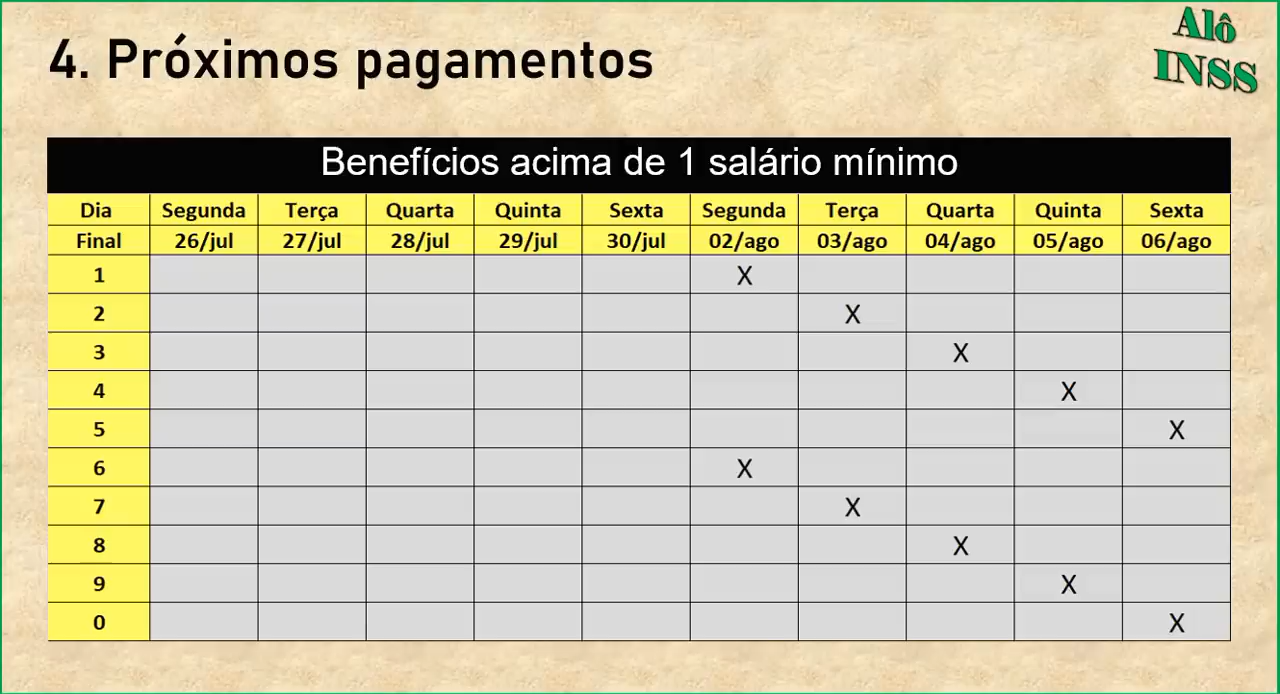 4. Próximos pagamentos
Alô
INSS
Benefícios acima de 1 salário mínimo
Dia Segunda Terça Quarta Quinta Sexta Segunda Terça Quarta Quinta Sexta
Final 26/jul 27/jul 28/jul 29/jul 30/jul 02/ago 03/ago 04/ago 05/ago 06/ago
1 X
2 X
3 X
4 X
5 X
6 X
7 X
8 X
9 X
0 X